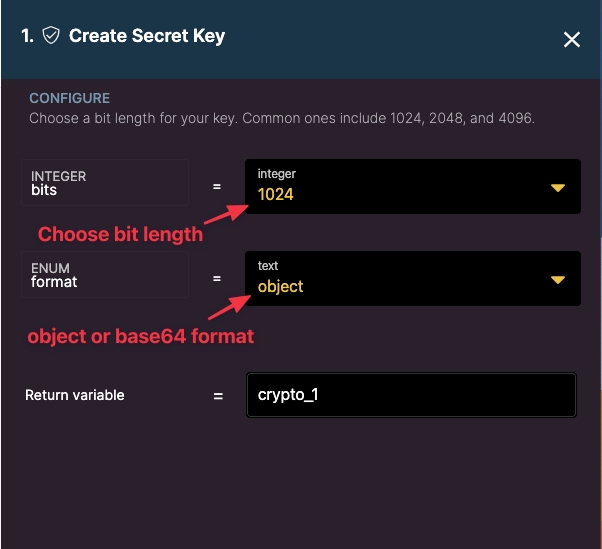 1. Create Secret Key
CONFIGURE
Choose a bit length for your key. Common ones include 1024, 2048, and 4096.
INTEGER
bits
=
integer
1024
Choose bit length
ENUM
format
=
text
object
object or base64 format
Return variable
=
crypto_1